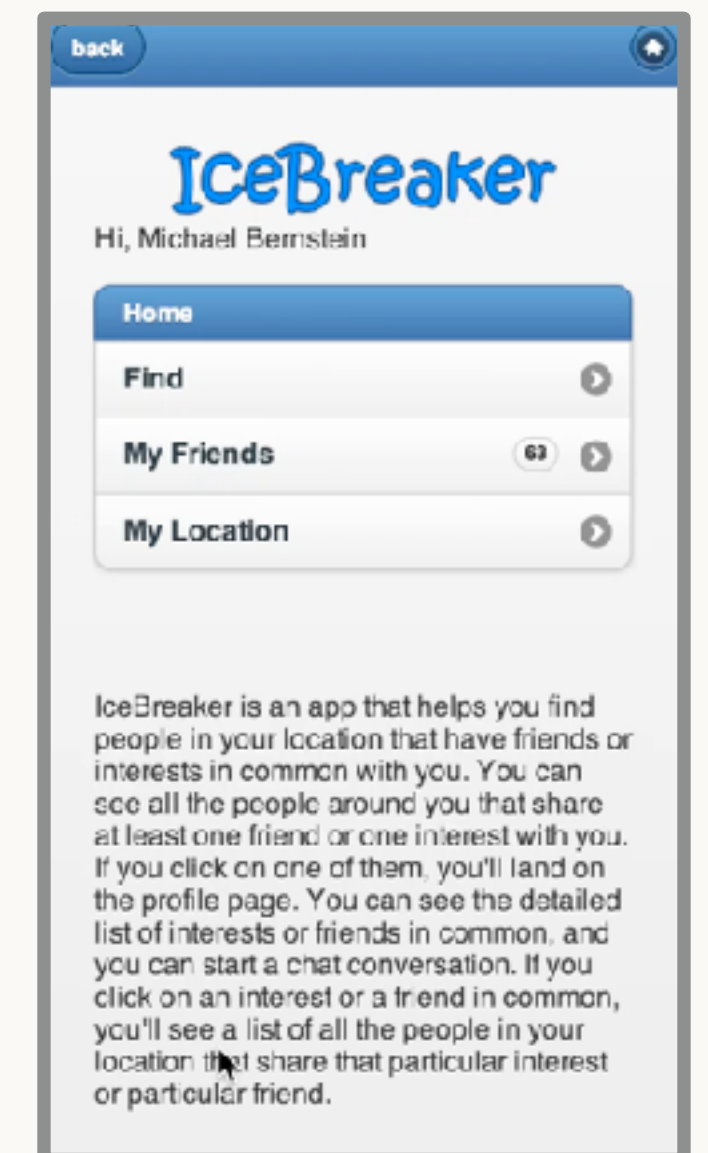 back
IceBreaker
Hi, Michael Bernstein
Home
Find
My Friends 63
My Location
IceBreaker is an app that helps you find
people in your location that have friends or
interests in common with you. You can
see all the people around you that share
at least one friend or one interest with you.
If you click on one of them, you'll land on
the profile page. You can see the detailed
list of interests or friends in common, and
you can start a chat conversation. If you
click on an interest or a friend in common,
you'll see a list of all the people in your
location that share that particular interest
or particular friend.